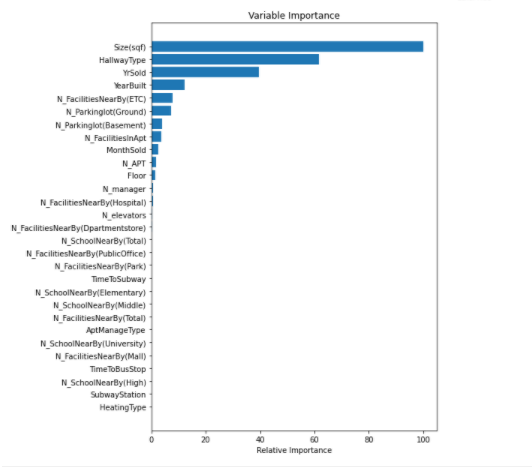 Variable Importance
Size(sqf)
HallwayType
YrSold
YearBuilt
N_FacilitiesNearBy(ETC)
N_Parkinglot(Ground)
N_Parkinglot(Basement)
N_FacilitiesInApt
MonthSold
N_APT
Floor
N_manager
N_FacilitiesNearBy(Hospital)
N_elevators
N_FacilitiesNearBy(Dpartmentstore)
N_SchoolNearBy(Total)
N_FacilitiesNearBy(PublicOffice)
N_FacilitiesNearBy(Park)
TimeToSubway
N_SchoolNearBy(Elementary)
N_SchoolNearBy(Middle)
N_FacilitiesNearBy(Total)
AptManageType
N_SchoolNearBy(University)
N_FacilitiesNearBy(Mall)
TimeToBusStop
N_SchoolNearBy(High)
SubwayStation
HeatingType
0 20 40 60 80 100
Relative Importance